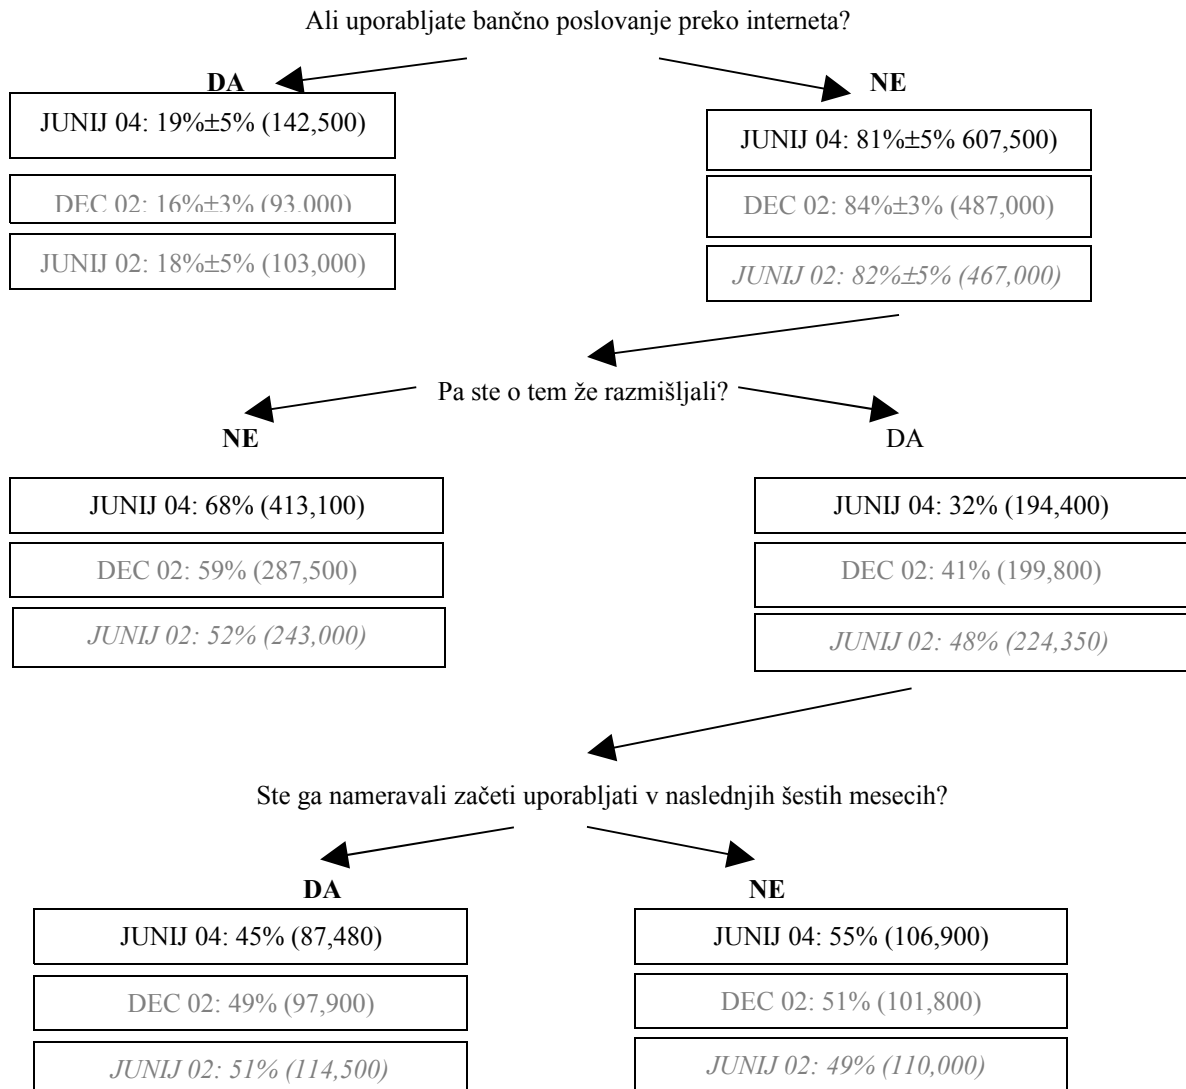 Ali uporabljate bančno poslovanje preko interneta?
DA
NE
JUNIJ 04: 19%±5% (142,500)
JUNIJ 04: 81%±5% 607,500)
DEC 02: 16%±3% (93,000)
DEC 02: 84%±3% (487,000)
JUNIJ 02: 18%±5% (103,000)
JUNIJ 02: 82%±5% (467,000)
Pa ste o tem že razmišljali?
NE
DA
JUNIJ 04: 68% (413,100)
JUNIJ 04: 32% (194,400)
DEC 02: 59% (287,500)
DEC 02: 41% (199,800)
JUNIJ 02: 52% (243,000)
JUNIJ 02: 48% (224,350)
Ste ga nameravali začeti uporabljati v naslednjih šestih mesecih?
DA
NE
JUNIJ 04: 45% (87,480)
JUNIJ 04: 55% (106,900)
DEC 02: 49% (97,900)
DEC 02: 51% (101,800)
JUNIJ 02: 51% (114,500)
JUNIJ 02: 49% (110,000)